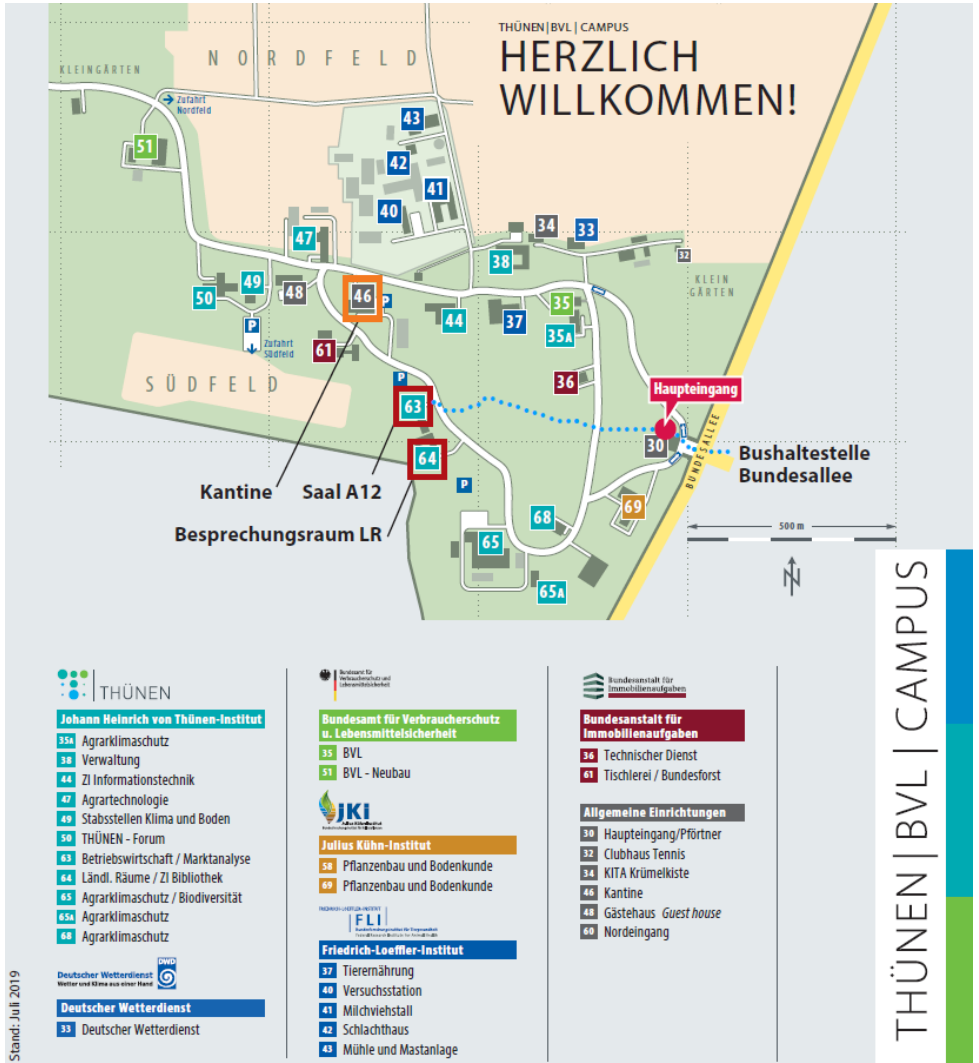 THÜNEN|BVL | CAMPUS
HERZLICH
WILLKOMMEN!
NORDFELD
KLEINGÄRTEN
Zufahrt
Nordfeld
51
43
42
41
40
47
34
33
38
32
KLEIN
GÄRTEN
50
49
48
46
P
44
37
35
35A
P
Zufahrt
Südfeld
61
SÜDFELD
P
36
Haupteingang
63
30
64
Bushaltestelle
Bundesallee
BUNDESALLEE
Kantine
Saal A12
P
Besprechungsraum LR
69
68
65
65A
500 m
N
THÜNEN | BVL | CAMPUS
THÜNEN
Johann Heinrich von Thünen-Institut
35A Agrarklimaschutz
38 Verwaltung
44 ZI Informationstechnik
47 Agrartechnologie
49 Stabsstellen Klima und Boden
50 THÜNEN - Forum
63 Betriebswirtschaft / Marktanalyse
64 Ländl. Räume / ZI Bibliothek
65 Agrarklimaschutz / Biodiversität
65A Agrarklimaschutz
68 Agrarklimaschutz
Deutscher Wetterdienst
Wetter und Klima aus einer Hand
DWD
Deutscher Wetterdienst
33 Deutscher Wetterdienst
Bundesamt für
Verbraucherschutz und
Lebensmittelsicherheit
Bundesamt für Verbraucherschutz
u. Lebensmittelsicherheit
35 BVL
51 BVL - Neubau
JKI
Julius Kühn-Institut
58 Pflanzenbau und Bodenkunde
69 Pflanzenbau und Bodenkunde
FRIEDRICH-LOEFFLER-INSTITUT
FLI
Friedrich-Loeffler-Institut
37 Tierernährung
40 Versuchsstation
41 Milchviehstall
42 Schlachthaus
43 Mühle und Mastanlage
Bundesanstalt für
Immobilienaufgaben
Bundesanstalt für
Immobilienaufgaben
36 Technischer Dienst
61 Tischlerei / Bundesforst
Allgemeine Einrichtungen
30 Haupteingang/Pförtner
32 Clubhaus Tennis
34 KITA Krümelkiste
46 Kantine
48 Gästehaus Guest house
60 Nordeingang
Stand: Juli 2019